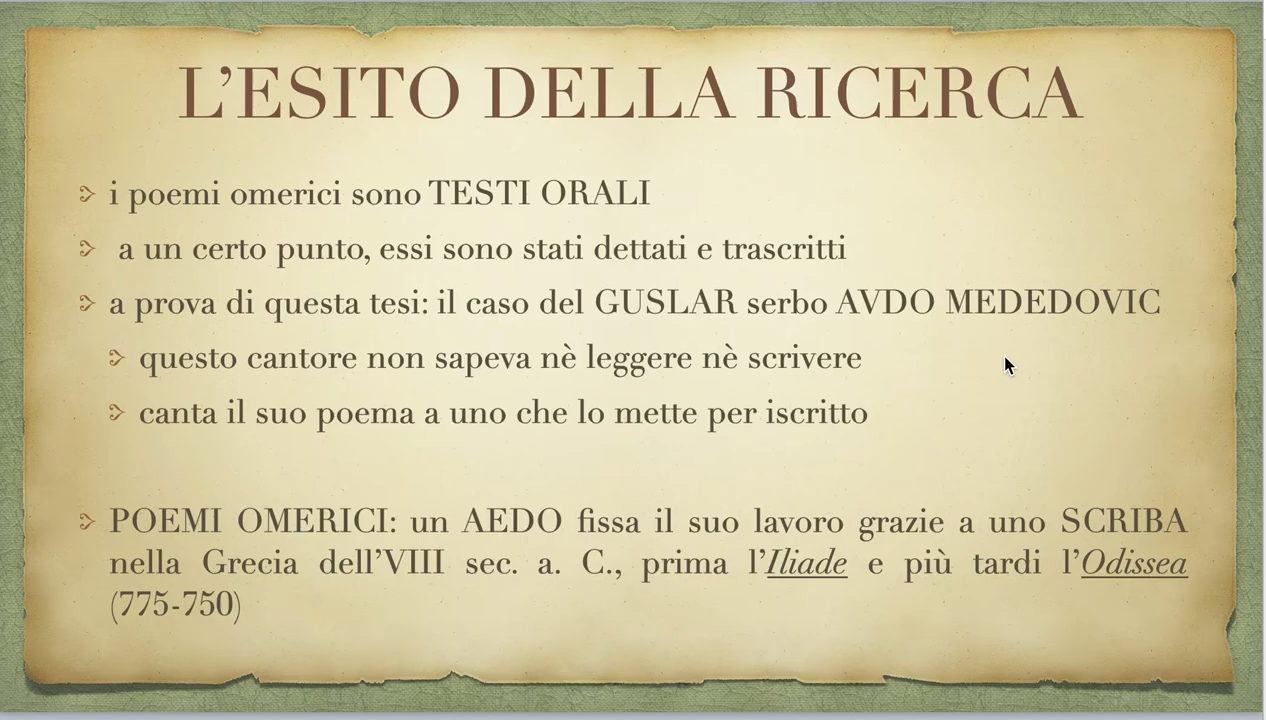 L’ESITO DELLA RICERCA
i poemi omerici sono TESTI ORALI
a un certo punto, essi sono stati dettati e trascritti
a prova di questa tesi: il caso del GUSLAR serbo AVDO MEDEDOVIC
questo cantore non sapeva nè leggere nè scrivere
canta il suo poema a uno che lo mette per iscritto
POEMI OMERICI: un AEDO fissa il suo lavoro grazie a uno SCRIBA
nella Grecia dell’VIII sec. a. C., prima l’Iliade e più tardi l’Odissea
(775-750)